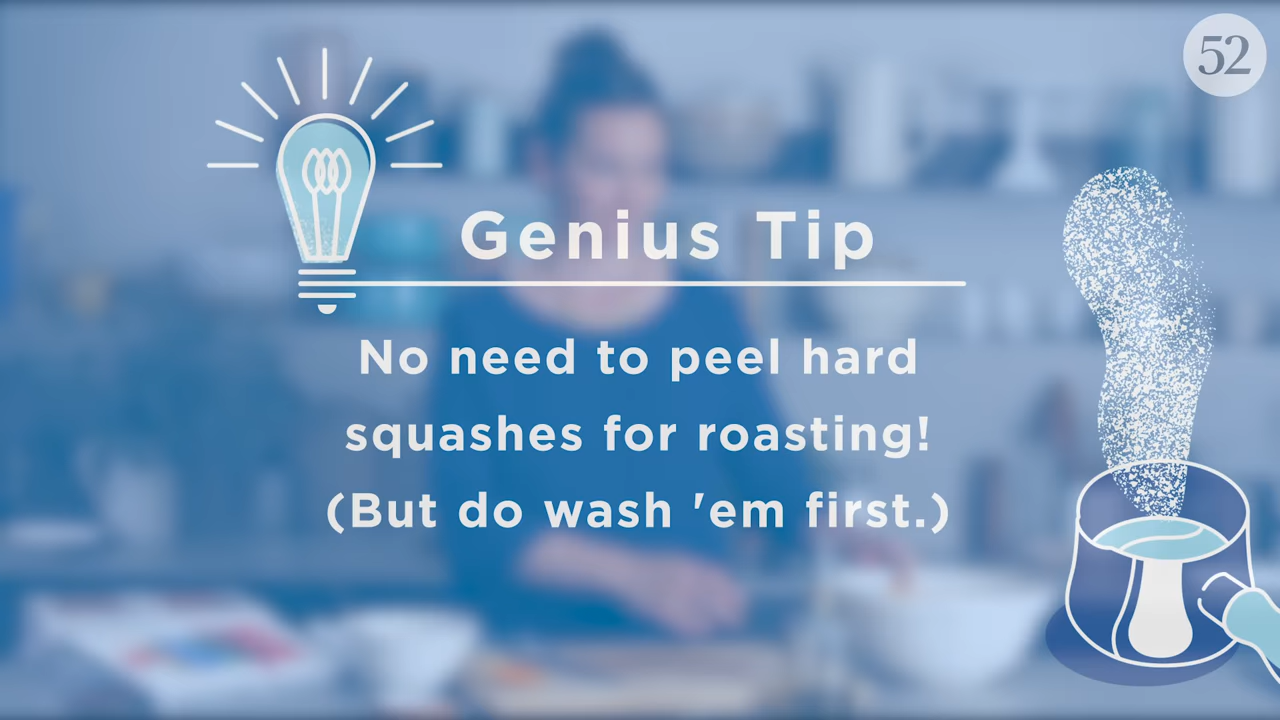 52
Genius Tip
No need to peel hard
squashes for roasting!
(But do wash 'em first.)